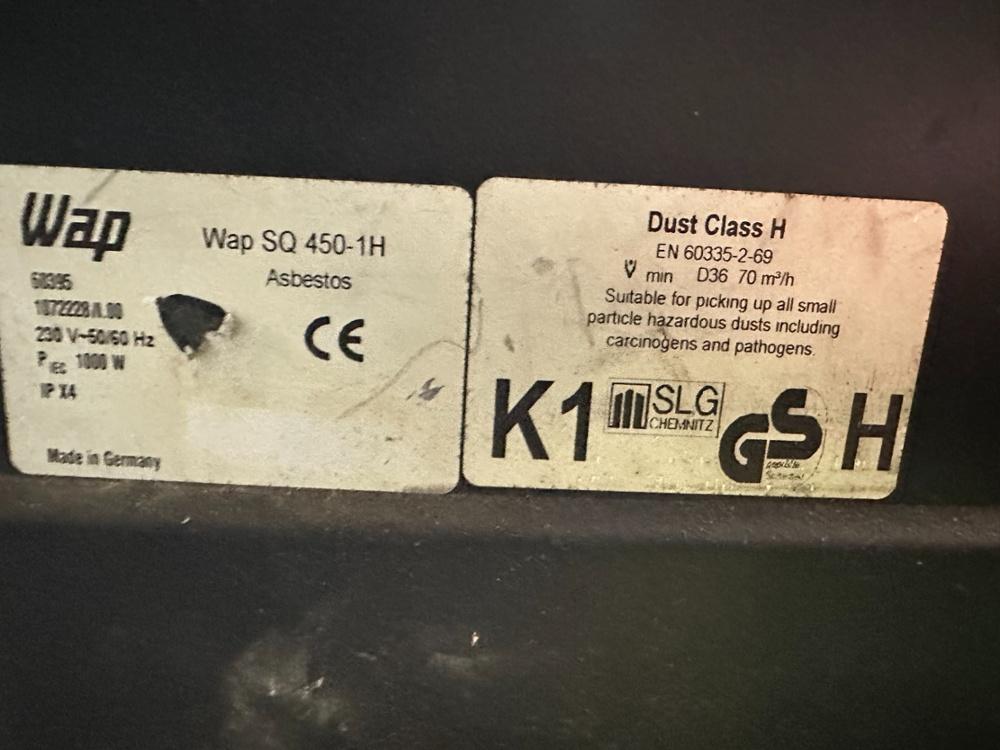 Wap
Wap SQ 450-1H
Asbestos
60395
230 V~50/60 Hz
P IEC 1000 W
IP X4
CE
Made in Germany
Dust Class H
EN 60335-2-69
V̇ min D36 70 m³/h
Suitable for picking up all small
particle hazardous dusts including
carcinogens and pathogens.
K1
SLG
CHEMNITZ
GS
H